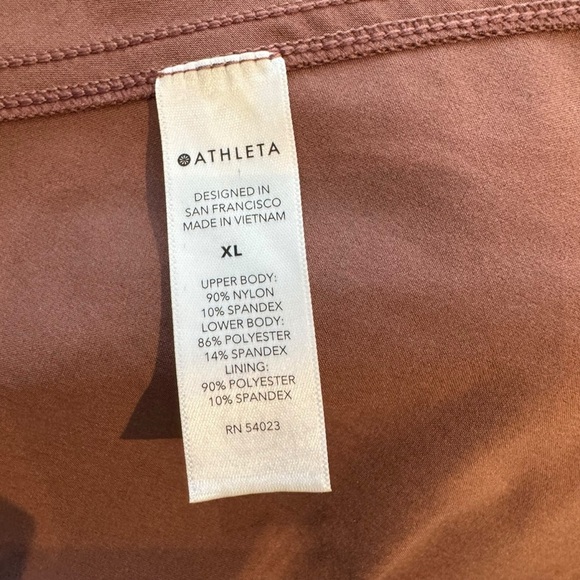 ATHLETA
DESIGNED IN
SAN FRANCISCO
MADE IN VIETNAM
XL
UPPER BODY:
90% NYLON
10% SPANDEX
LOWER BODY:
86% POLYESTER
14% SPANDEX
LINING:
90% POLYESTER
10% SPANDEX
RN 54023